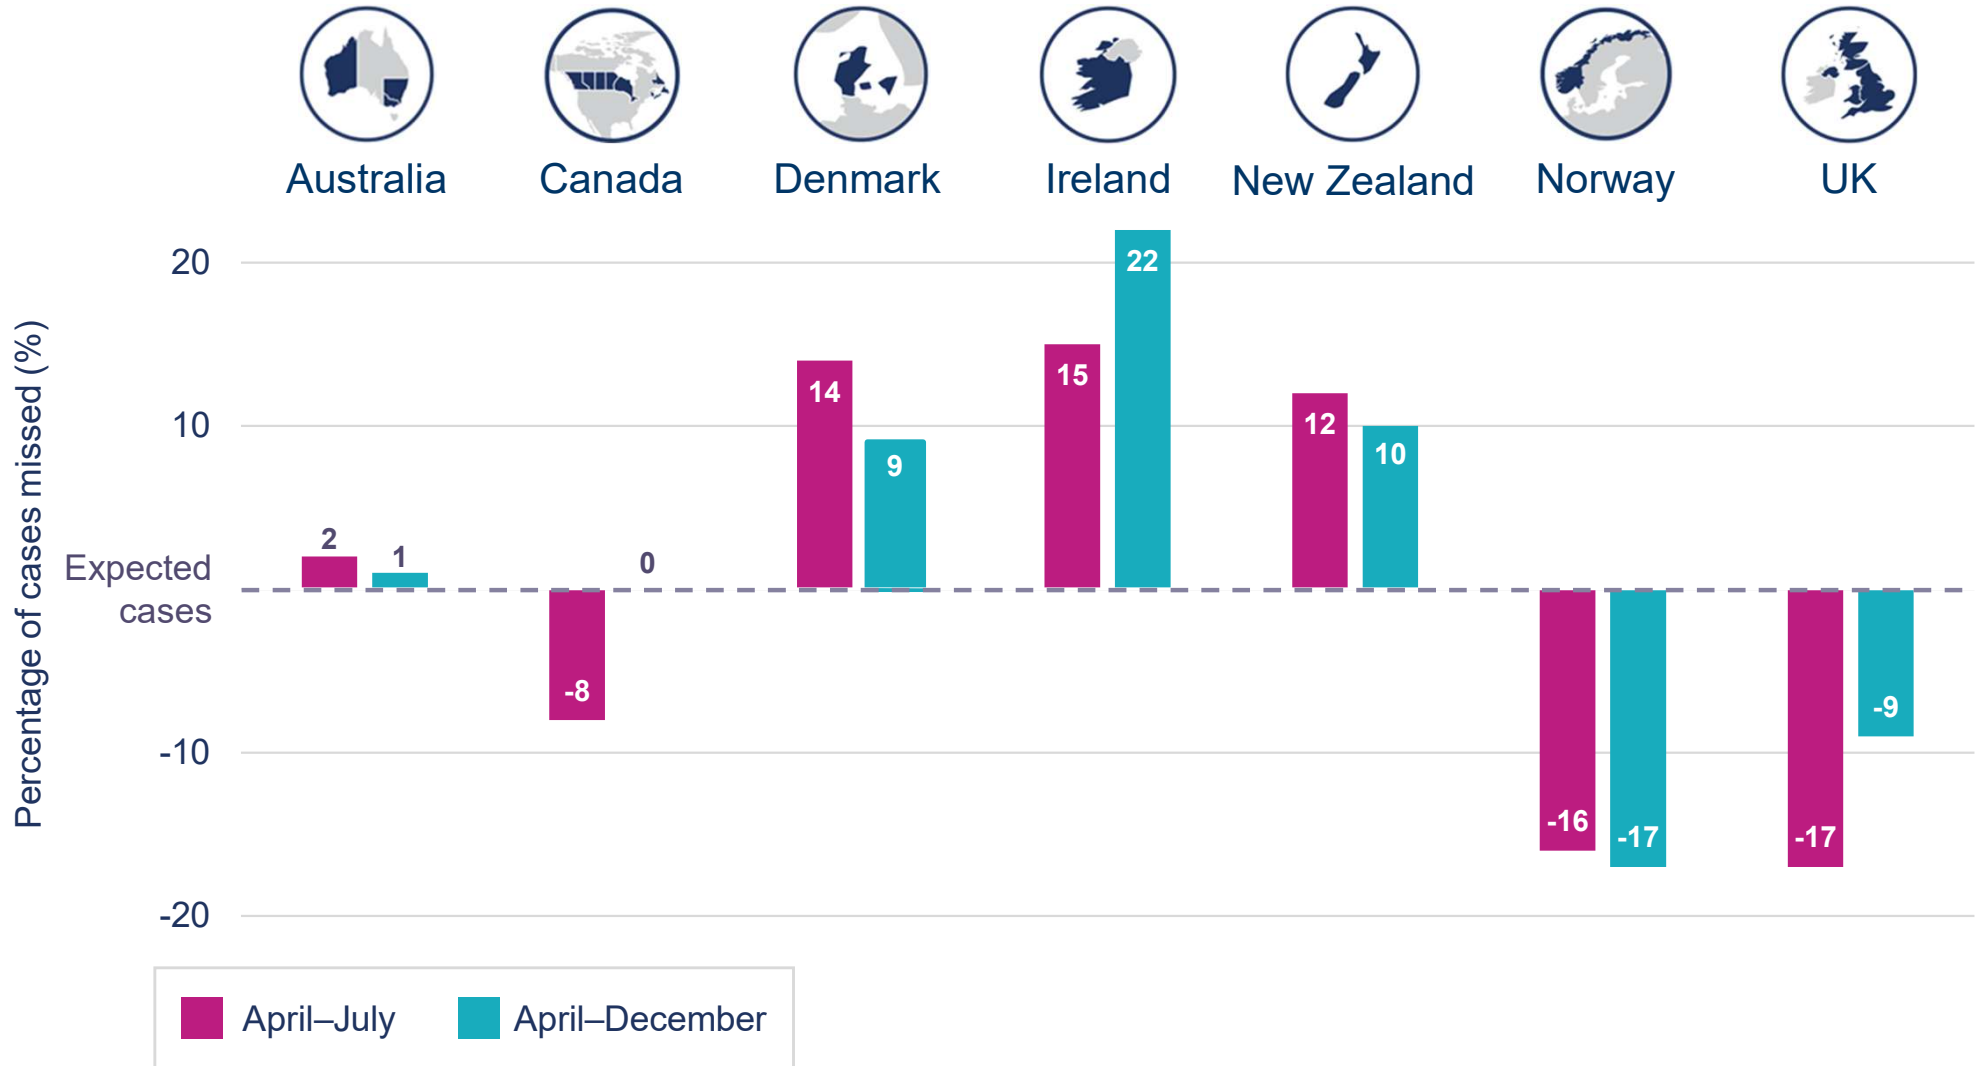 Australia
Canada
Denmark
Ireland
New Zealand
Norway
UK
Percentage of cases missed (%)
20
10
Expected
cases
-10
-20
2
1
-8
0
14
9
15
22
12
10
-16
-17
-17
-9
April–July
April–December